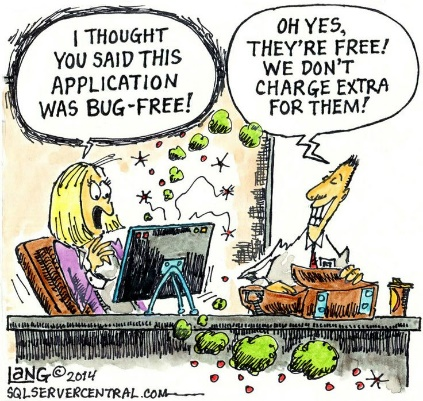 I THOUGHT
YOU SAID THIS
APPLICATION
WAS BUG-FREE!
OH YES,
THEY'RE FREE!
WE DON'T
CHARGE EXTRA
FOR THEM!
LANG © 2014
SQLSERVERCENTRAL.COM